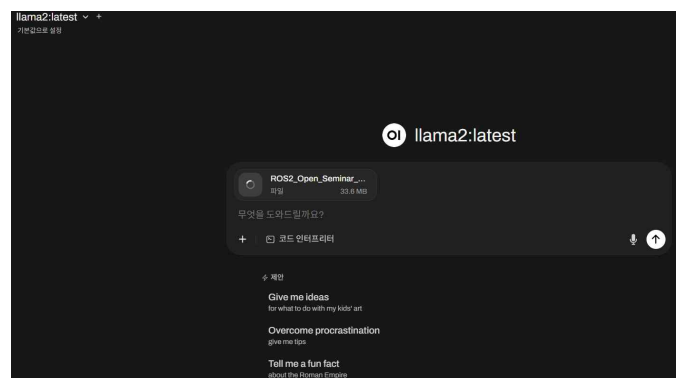 llama2:latest
기본값으로 설정
OI llama2:latest
ROS2_Open_Seminar_...
파일 33.6 MB
무엇을 도와드릴까요?
코드 인터프리터
제안
Give me ideas
for what to do with my kids' art
Overcome procrastination
give me tips
Tell me a fun fact
about the Roman Empire